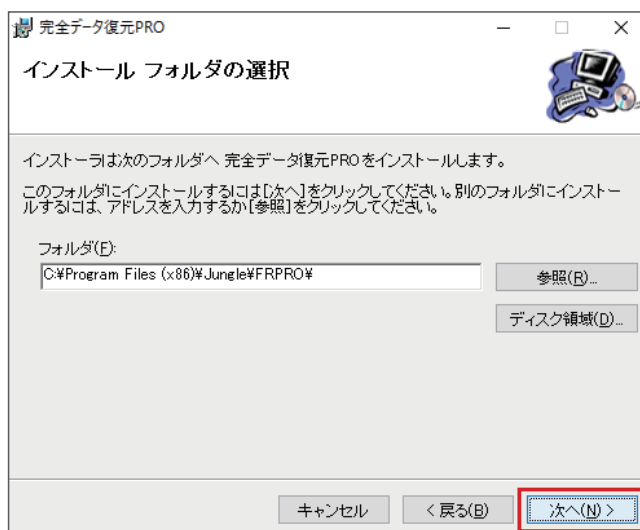 完全データ復元PRO
インストール フォルダの選択
インストーラは次のフォルダへ 完全データ復元PROをインストールします。
このフォルダにインストールするには[次へ]をクリックしてください。別のフォルダにインストー
ルするには、アドレスを入力するか[参照]をクリックしてください。
フォルダ(F):
C:¥Program Files (x86)¥Jungle¥FRPRO¥
参照(R)...
ディスク領域(D)...
キャンセル
< 戻る(B)
次へ(N) >